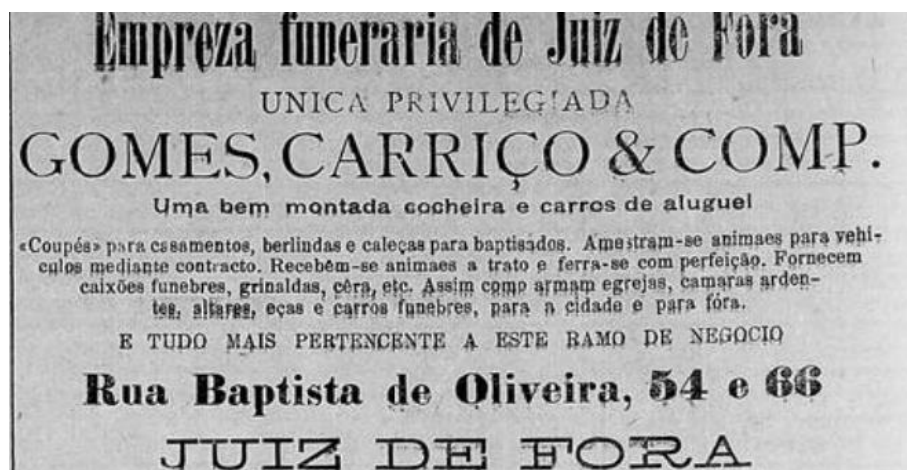 Empreza funeraria de Juiz de Fora
UNICA PRIVILEGIADA
GOMES, CARRIÇO & COMP.
Uma bem montada cocheira e carros de aluguel
«Coupés» para casamentos, berlindas e caleças para baptisados. Amestram-se animaes para vehi-
culos mediante contracto. Recebem-se animaes a trato e ferra-se com perfeição. Fornecem
caixões funebres, grinaldas, cêra, etc. Assim como armam egrejas, camaras arden-
tes, altares, eças e carros funebres, para a cidade e para fóra.
E TUDO MAIS PERTENCENTE A ESTE RAMO DE NEGOCIO
Rua Baptista de Oliveira, 54 e 66
JUIZ DE FORA